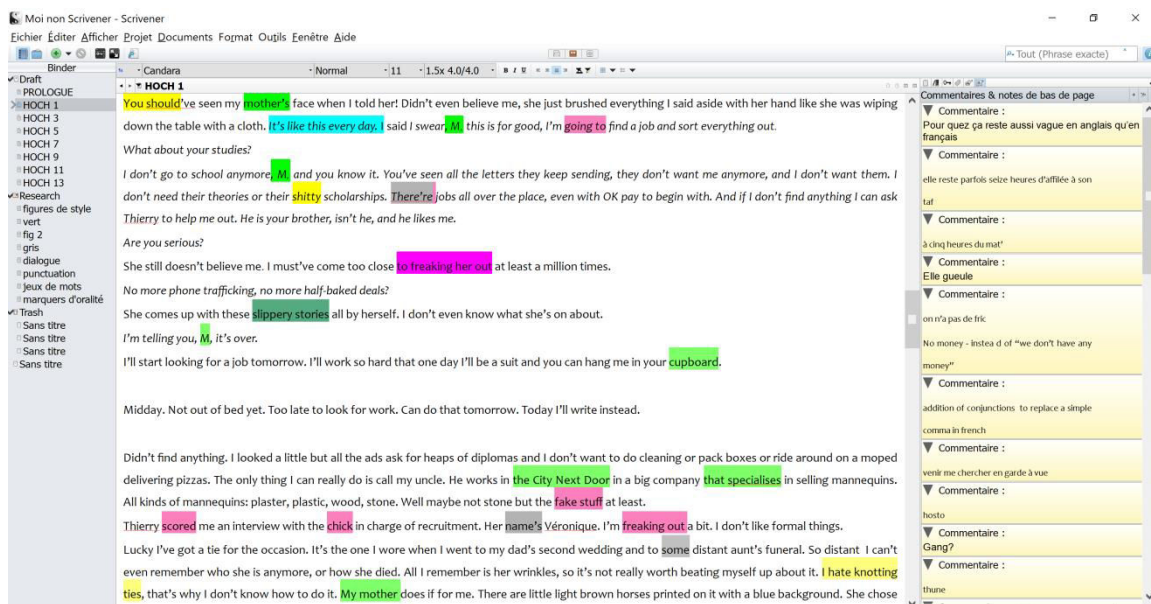 Moi non Scrivener - Scrivener
Eichier Éditer Afficher Projet Documents Format Outils Fenêtre Aide
Tout (Phrase exacte)
Binder
Candara Normal 11 1.5x 4.0/4.0 B I U
Draft
PROLOGUE
HOCH 1
HOCH 3
HOCH 5
HOCH 7
HOCH 9
HOCH 11
HOCH 13
Research
figures de style
vert
fig 2
gris
dialogue
punctuation
jeux de mots
marquers d'oralité
Trash
Sans titre
Sans titre
Sans titre
Sans titre
HOCH 1
You should've seen my mother's face when I told her! Didn't even believe me, she just brushed everything I said aside with her hand like she was wiping
down the table with a cloth. It's like this every day. I said I swear, M, this is for good, I'm going to find a job and sort everything out.
What about your studies?
I don't go to school anymore, M, and you know it. You've seen all the letters they keep sending, they don't want me anymore, and I don't want them. I
don't need their theories or their shitty scholarships. There're jobs all over the place, even with OK pay to begin with. And if I don't find anything I can ask
Thierry to help me out. He is your brother, isn't he, and he likes me.
Are you serious?
She still doesn't believe me. I must've come too close to freaking her out at least a million times.
No more phone trafficking, no more half-baked deals?
She comes up with these slippery stories all by herself. I don't even know what she's on about.
I'm telling you, M, it's over.
I'll start looking for a job tomorrow. I'll work so hard that one day I'll be a suit and you can hang me in your cupboard.
Midday. Not out of bed yet. Too late to look for work. Can do that tomorrow. Today I'll write instead.
Didn't find anything. I looked a little but all the ads ask for heaps of diplomas and I don't want to do cleaning or pack boxes or ride around on a moped
delivering pizzas. The only thing I can really do is call my uncle. He works in the City Next Door in a big company that specialises in selling mannequins.
All kinds of mannequins: plaster, plastic, wood, stone. Well maybe not stone but the fake stuff at least.
Thierry scored me an interview with the chick in charge of recruitment. Her name's Véronique. I'm freaking out a bit. I don't like formal things.
Lucky I've got a tie for the occasion. It's the one I wore when I went to my dad's second wedding and to some distant aunt's funeral. So distant I can't
even remember who she is anymore, or how she died. All I remember is her wrinkles, so it's not really worth beating myself up about it. I hate knotting
ties, that's why I don't know how to do it. My mother does if for me. There are little light brown horses printed on it with a blue background. She chose
Commentaires & notes de bas de page
Commentaire :
Pour quez ça reste aussi vague en anglais qu'en
français
Commentaire :
elle reste parfois seize heures d'affilée à son
taf
Commentaire :
à cinq heures du mat'
Commentaire :
Elle gueule
Commentaire :
on n'a pas de fric
No money - instea d of "we don't have any
money"
Commentaire :
addition of conjunctions to replace a simple
comma in french
Commentaire :
venir me chercher en garde à vue
Commentaire :
hosto
Commentaire :
Gang?
Commentaire :
thune